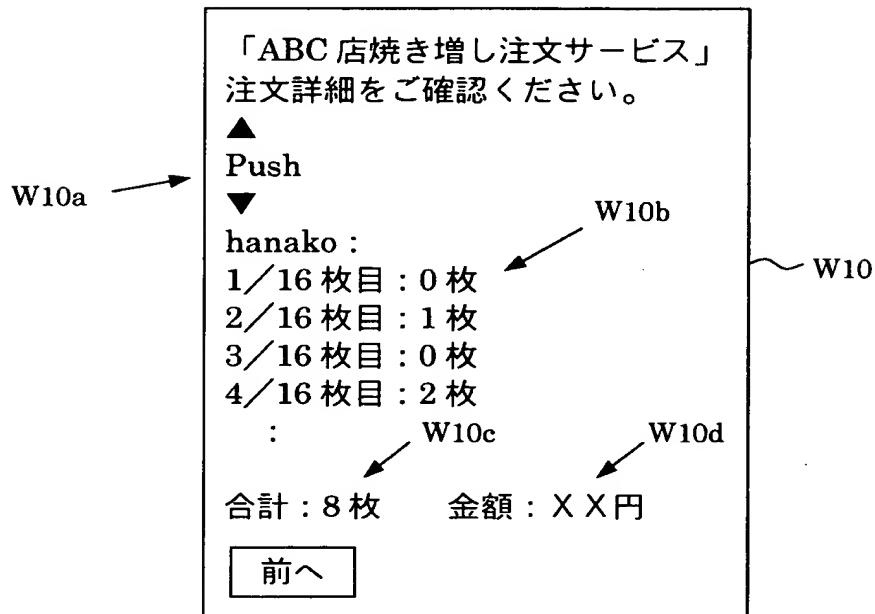 「ABC 店焼き増し注文サービス」
注文詳細をご確認ください。
▲
Push
W10a
▼
W10b
hanako：
W10
1／16 枚目：0 枚
2／16 枚目：1 枚
3／16 枚目：0 枚
4／16 枚目：2 枚
：
W10c
W10d
合計：8 枚 金額：ＸＸ円
前へ